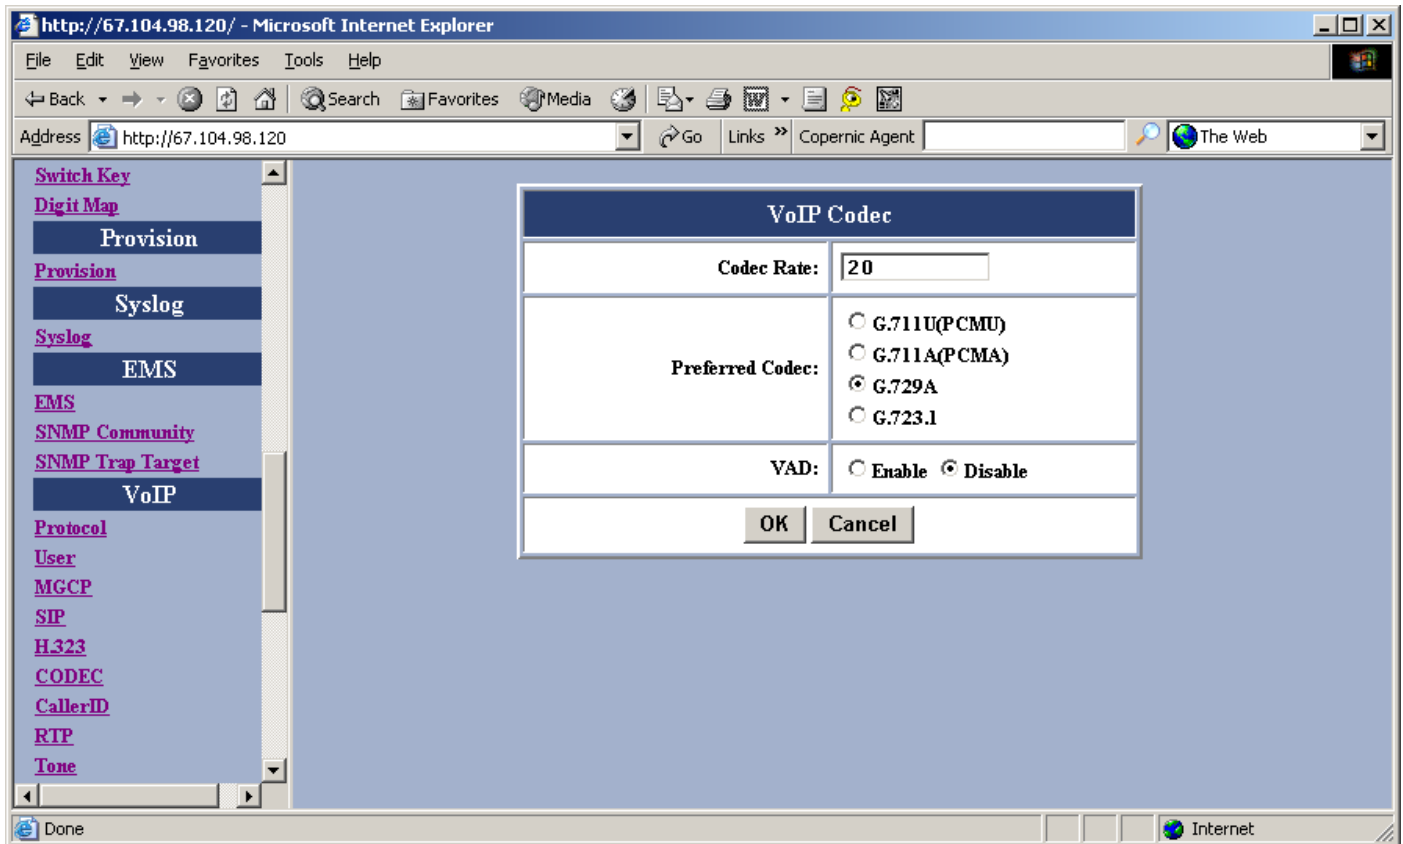 http://67.104.98.120/ - Microsoft Internet Explorer
File Edit View Favorites Tools Help
Back Search Favorites Media
Address http://67.104.98.120 Go Links » Copernic Agent The Web
Switch Key
Digit Map
Provision
Provision
Syslog
Syslog
EMS
EMS
SNMP Community
SNMP Trap Target
VoIP
Protocol
User
MGCP
SIP
H.323
CODEC
CallerID
RTP
Tone
VoIP Codec
Codec Rate: 20
Preferred Codec:
G.711U(PCMU)
G.711A(PCMA)
G.729A
G.723.1
VAD: Enable Disable
OK Cancel
Done Internet